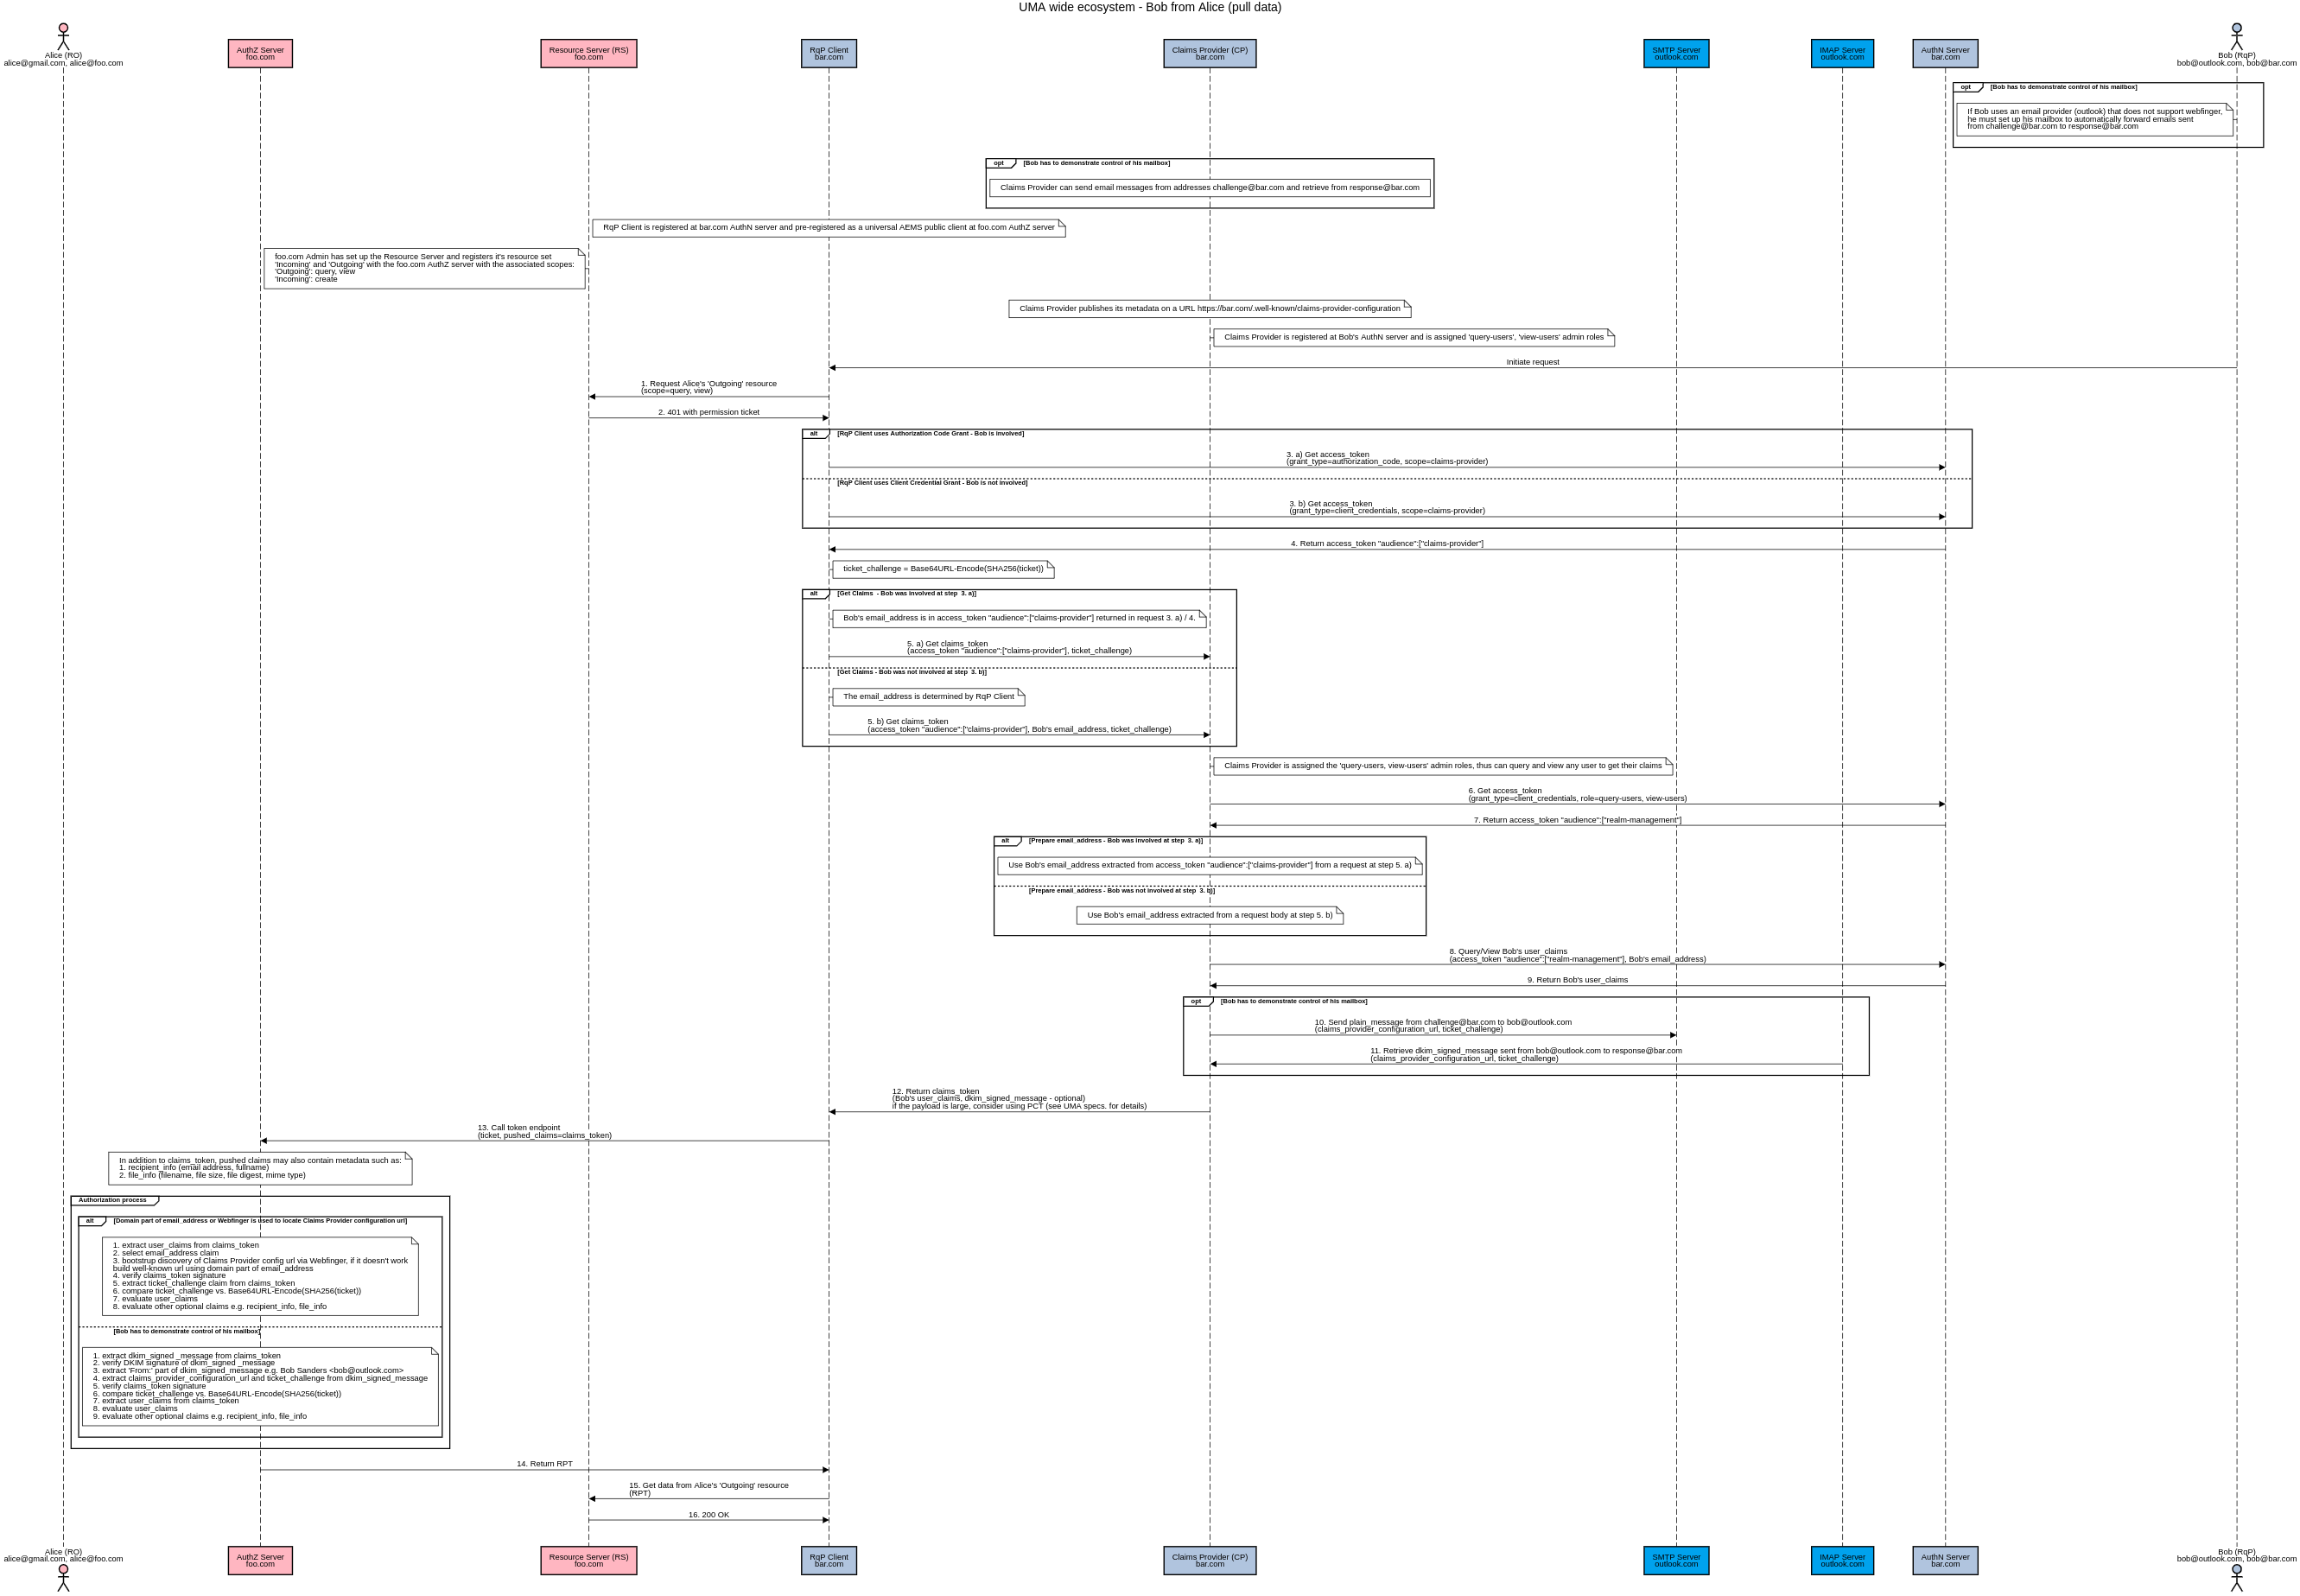 UMA wide ecosystem - Bob from Alice (pull data)
Alice (RO)
alice@gmail.com, alice@foo.com
AuthZ Server
foo.com
Resource Server (RS)
foo.com
RqP Client
bar.com
Claims Provider (CP)
bar.com
SMTP Server
outlook.com
IMAP Server
outlook.com
AuthN Server
bar.com
Bob (RqP)
bob@outlook.com, bob@bar.com
opt [Bob has to demonstrate control of his mailbox]
If Bob uses an email provider (outlook) that does not support webfinger,
he must set up his mailbox to automatically forward emails sent
from challenge@bar.com to response@bar.com
opt [Bob has to demonstrate control of his mailbox]
Claims Provider can send email messages from addresses challenge@bar.com and retrieve from response@bar.com
RqP Client is registered at bar.com AuthN server and pre-registered as a universal AEMS public client at foo.com AuthZ server
foo.com Admin has set up the Resource Server and registers it's resource set
'Incoming' and 'Outgoing' with the foo.com AuthZ server with the associated scopes:
'Outgoing': query, view
'Incoming': create
Claims Provider publishes its metadata on a URL https://bar.com/.well-known/claims-provider-configuration
Claims Provider is registered at Bob's AuthN server and is assigned 'query-users', 'view-users' admin roles
Initiate request
1. Request Alice's 'Outgoing' resource
(scope=query, view)
2. 401 with permission ticket
alt [RqP Client uses Authorization Code Grant - Bob is involved]
3. a) Get access_token
(grant_type=authorization_code, scope=claims-provider)
[RqP Client uses Client Credential Grant - Bob is not involved]
3. b) Get access_token
(grant_type=client_credentials, scope=claims-provider)
4. Return access_token "audience":["claims-provider"]
ticket_challenge = Base64URL-Encode(SHA256(ticket))
alt [Get Claims  - Bob was involved at step  3. a)]
Bob's email_address is in access_token "audience":["claims-provider"] returned in request 3. a) / 4.
5. a) Get claims_token
(access_token "audience":["claims-provider"], ticket_challenge)
[Get Claims - Bob was not involved at step  3. b)]
The email_address is determined by RqP Client
5. b) Get claims_token
(access_token "audience":["claims-provider"], Bob's email_address, ticket_challenge)
Claims Provider is assigned the 'query-users, view-users' admin roles, thus can query and view any user to get their claims
6. Get access_token
(grant_type=client_credentials, role=query-users, view-users)
7. Return access_token "audience":["realm-management"]
alt [Prepare email_address - Bob was involved at step  3. a)]
Use Bob's email_address extracted from access_token "audience":["claims-provider"] from a request at step 5. a)
[Prepare email_address - Bob was not involved at step  3. b)]
Use Bob's email_address extracted from a request body at step 5. b)
8. Query/View Bob's user_claims
(access_token "audience":["realm-management"], Bob's email_address)
9. Return Bob's user_claims
opt [Bob has to demonstrate control of his mailbox]
10. Send plain_message from challenge@bar.com to bob@outlook.com
(claims_provider_configuration_url, ticket_challenge)
11. Retrieve dkim_signed_message sent from bob@outlook.com to response@bar.com
(claims_provider_configuration_url, ticket_challenge)
12. Return claims_token
(Bob's user_claims, dkim_signed_message - optional)
if the payload is large, consider using PCT (see UMA specs. for details)
13. Call token endpoint
(ticket, pushed_claims=claims_token)
In addition to claims_token, pushed claims may also contain metadata such as:
1. recipient_info (email address, fullname)
2. file_info (filename, file size, file digest, mime type)
Authorization process
alt [Domain part of email_address or Webfinger is used to locate Claims Provider configuration url]
1. extract user_claims from claims_token
2. select email_address claim
3. bootstrup discovery of Claims Provider config url via Webfinger, if it doesn't work
build well-known url using domain part of email_address
4. verify claims_token signature
5. extract ticket_challenge claim from claims_token
6. compare ticket_challenge vs. Base64URL-Encode(SHA256(ticket))
7. evaluate user_claims
8. evaluate other optional claims e.g. recipient_info, file_info
[Bob has to demonstrate control of his mailbox]
1. extract dkim_signed _message from claims_token
2. verify DKIM signature of dkim_signed _message
3. extract 'From:' part of dkim_signed_message e.g. Bob Sanders <bob@outlook.com>
4. extract claims_provider_configuration_url and ticket_challenge from dkim_signed_message
5. verify claims_token signature
6. compare ticket_challenge vs. Base64URL-Encode(SHA256(ticket))
7. extract user_claims from claims_token
8. evaluate user_claims
9. evaluate other optional claims e.g. recipient_info, file_info
14. Return RPT
15. Get data from Alice's 'Outgoing' resource
(RPT)
16. 200 OK
Alice (RO)
alice@gmail.com, alice@foo.com
AuthZ Server
foo.com
Resource Server (RS)
foo.com
RqP Client
bar.com
Claims Provider (CP)
bar.com
SMTP Server
outlook.com
IMAP Server
outlook.com
AuthN Server
bar.com
Bob (RqP)
bob@outlook.com, bob@bar.com